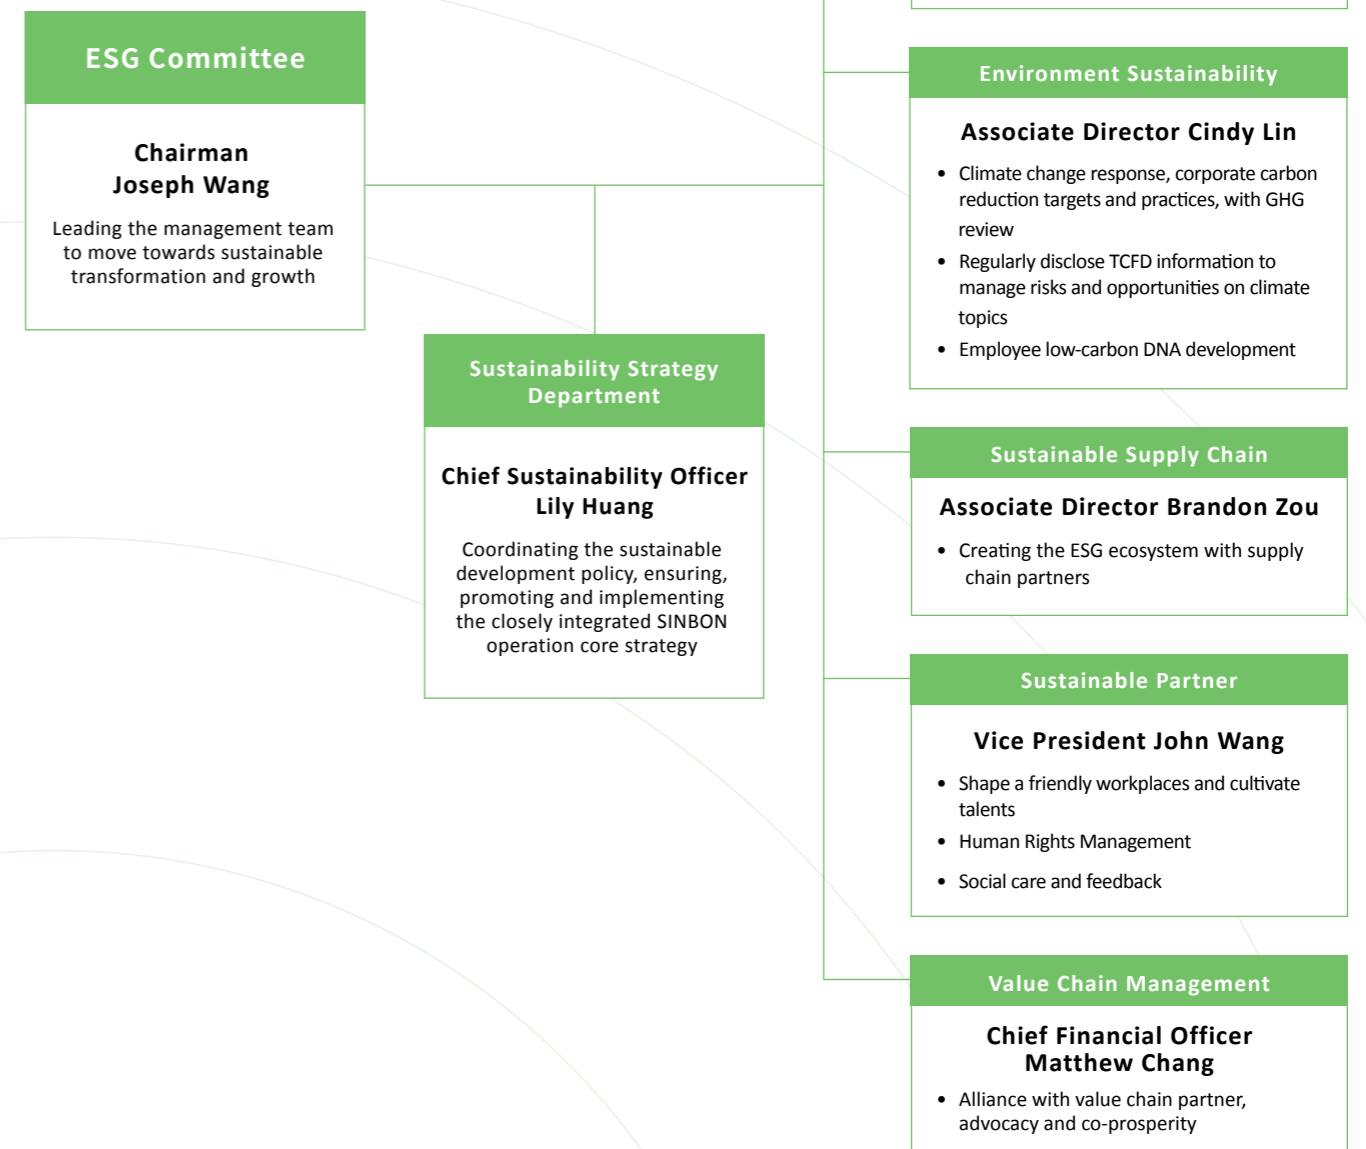 ESG Committee
Chairman
Joseph Wang
Leading the management team
to move towards sustainable
transformation and growth
Sustainability Strategy
Department
Chief Sustainability Officer
Lily Huang
Coordinating the sustainable
development policy, ensuring,
promoting and implementing
the closely integrated SINBON
operation core strategy
Environment Sustainability
Associate Director Cindy Lin
• Climate change response, corporate carbon
reduction targets and practices, with GHG
review
• Regularly disclose TCFD information to
manage risks and opportunities on climate
topics
• Employee low-carbon DNA development
Sustainable Supply Chain
Associate Director Brandon Zou
• Creating the ESG ecosystem with supply
chain partners
Sustainable Partner
Vice President John Wang
• Shape a friendly workplaces and cultivate
talents
• Human Rights Management
• Social care and feedback
Value Chain Management
Chief Financial Officer
Matthew Chang
• Alliance with value chain partner,
advocacy and co-prosperity